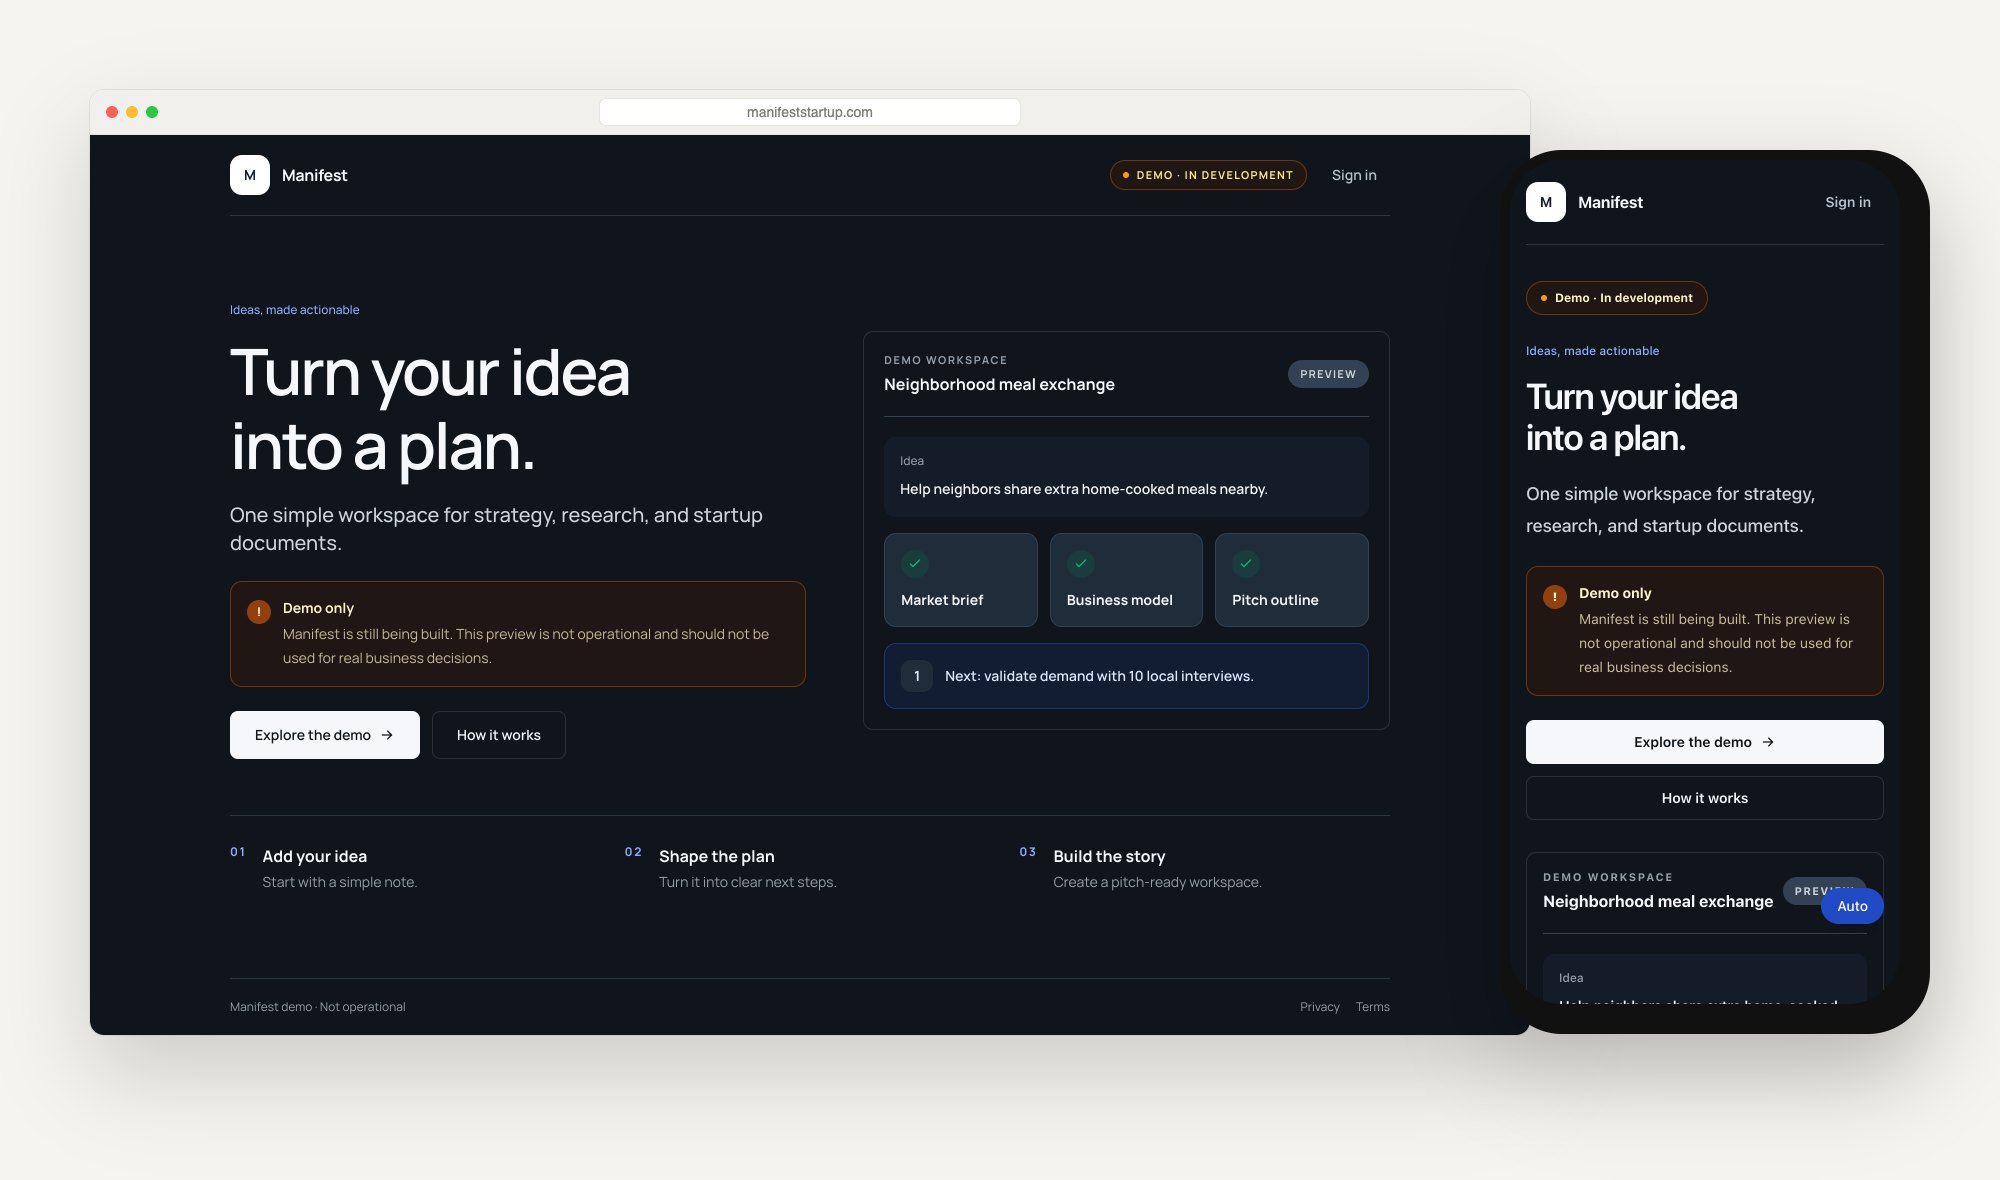 manifeststartup.com
M
Manifest
DEMO · IN DEVELOPMENT
Sign in
Ideas, made actionable
Turn your idea
into a plan.
One simple workspace for strategy, research, and startup
documents.
!
Demo only
Manifest is still being built. This preview is not operational and should not be
used for real business decisions.
Explore the demo →
How it works
DEMO WORKSPACE
Neighborhood meal exchange
PREVIEW
Idea
Help neighbors share extra home-cooked meals nearby.
Market brief
Business model
Pitch outline
1
Next: validate demand with 10 local interviews.
01
Add your idea
Start with a simple note.
02
Shape the plan
Turn it into clear next steps.
03
Build the story
Create a pitch-ready workspace.
Manifest demo · Not operational
Privacy
Terms
M
Manifest
Sign in
Demo · In development
Ideas, made actionable
Turn your idea
into a plan.
One simple workspace for strategy,
research, and startup documents.
!
Demo only
Manifest is still being built. This preview is
not operational and should not be used for
real business decisions.
Explore the demo →
How it works
DEMO WORKSPACE
Neighborhood meal exchange
Auto
Idea